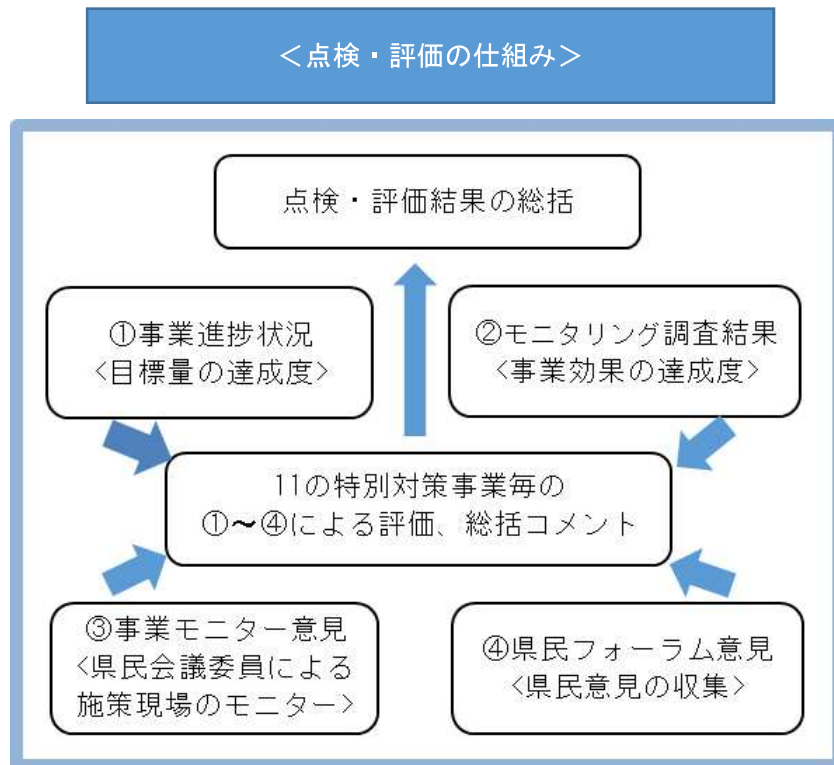 ＜点検・評価の仕組み＞
点検・評価結果の総括
①事業進捗状況
＜目標量の達成度＞
②モニタリング調査結果
＜事業効果の達成度＞
11の特別対策事業毎の
①～④による評価、総括コメント
③事業モニター意見
＜県民会議委員による
施策現場のモニター＞
④県民フォーラム意見
＜県民意見の収集＞